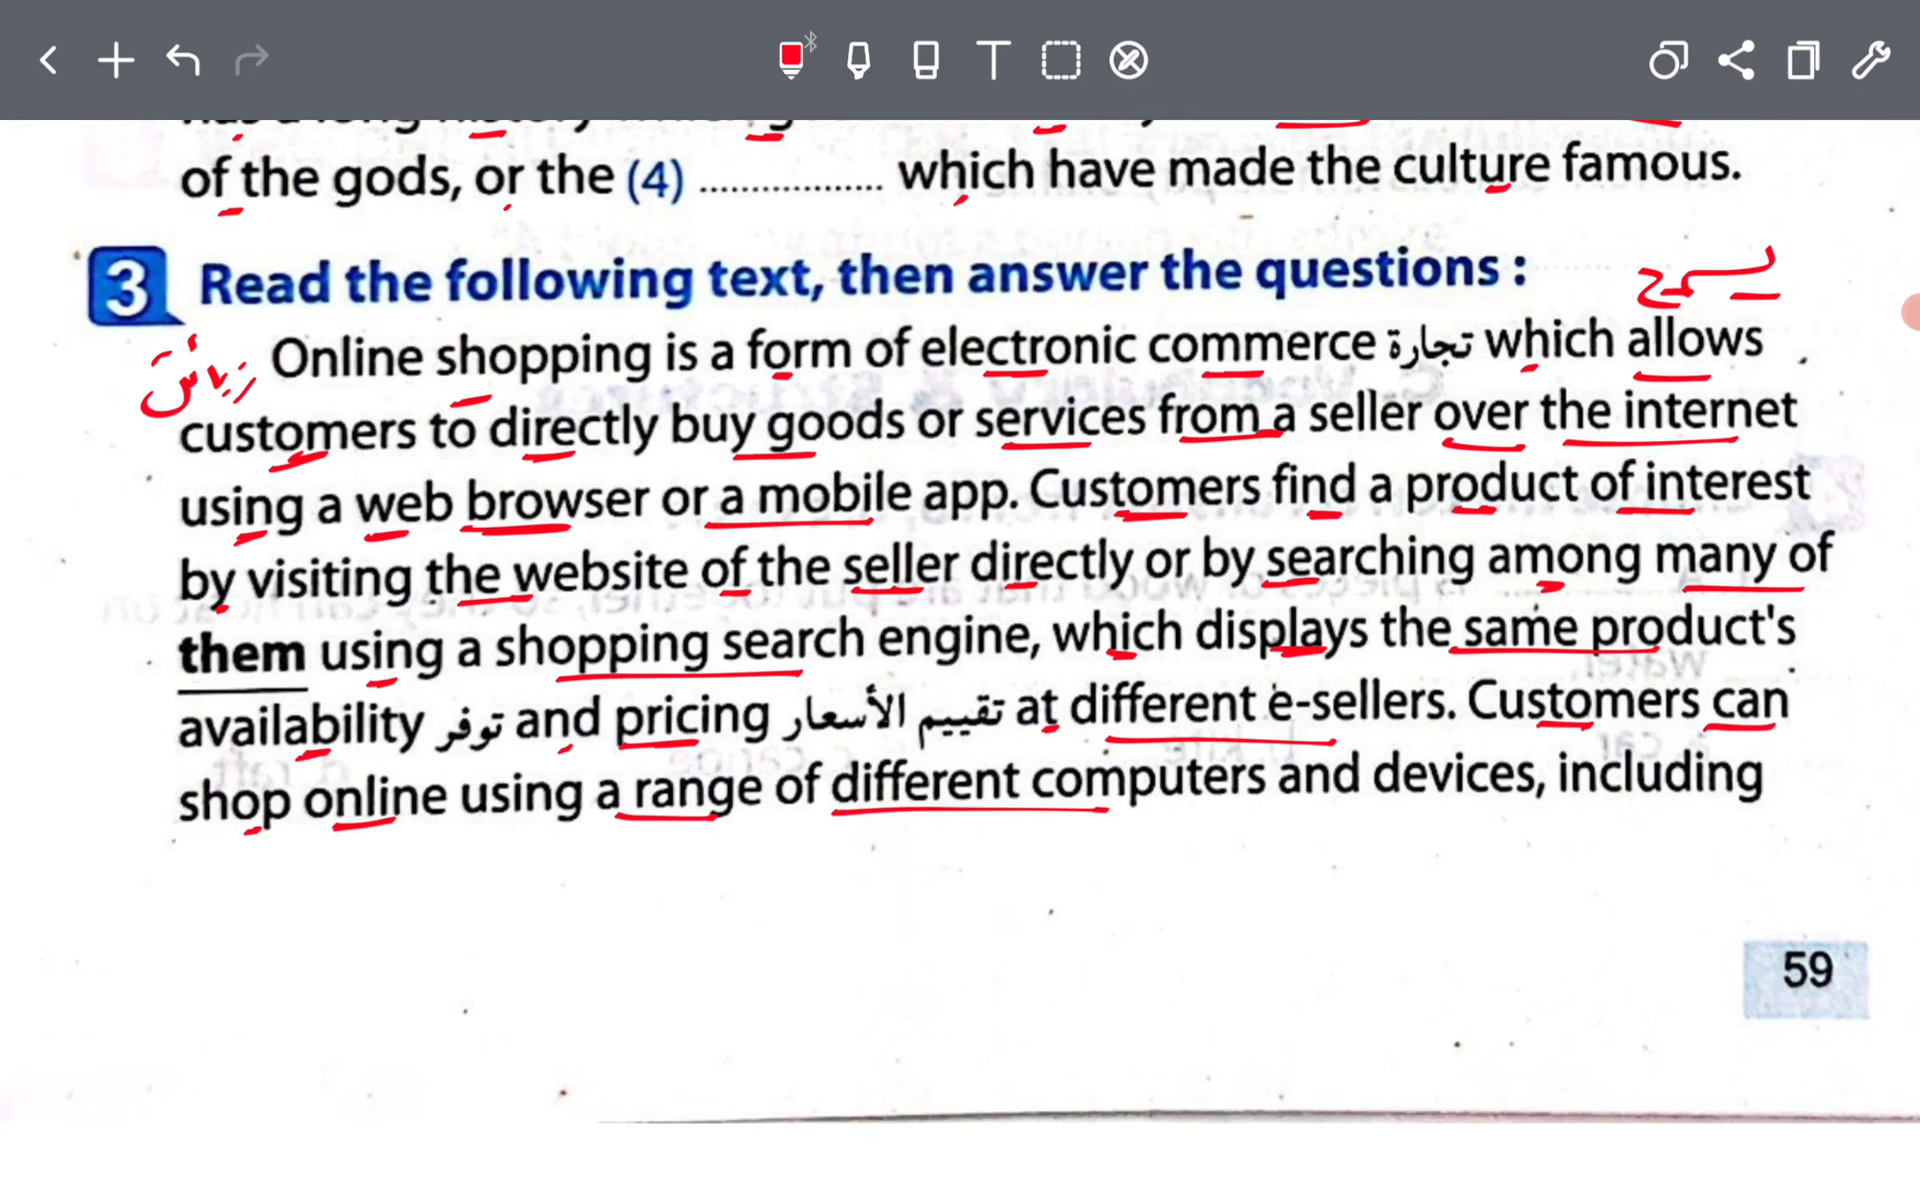 of the gods, or the (4) .................. which have made the culture famous.
3 Read the following text, then answer the questions :
يسمح
زبائن
Online shopping is a form of electronic commerce تجارة which allows
customers to directly buy goods or services from a seller over the internet
using a web browser or a mobile app. Customers find a product of interest
by visiting the website of the seller directly or by searching among many of
them using a shopping search engine, which displays the same product's
availability توفر and pricing تقييم الأسعار at different e-sellers. Customers can
shop online using a range of different computers and devices, including
59